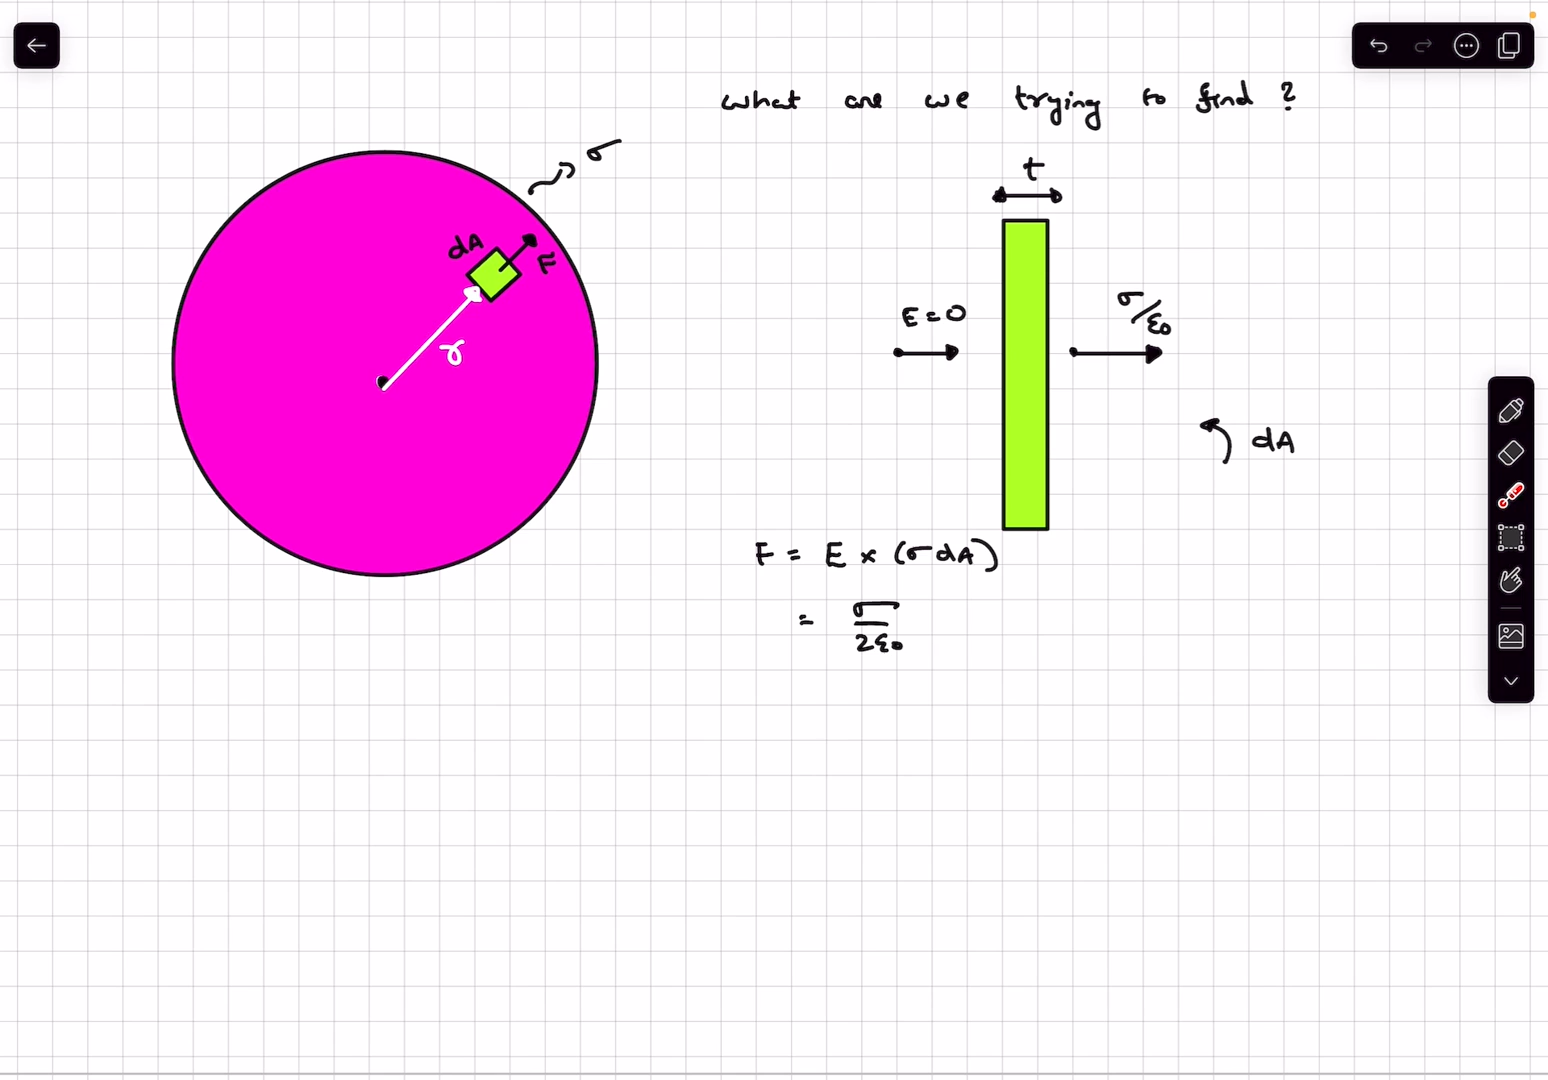 what are we trying to find ?
σ
t
dA
F
E = 0
σ/ε₀
r
dA
F = E × (σ dA)
= σ/2ε₀